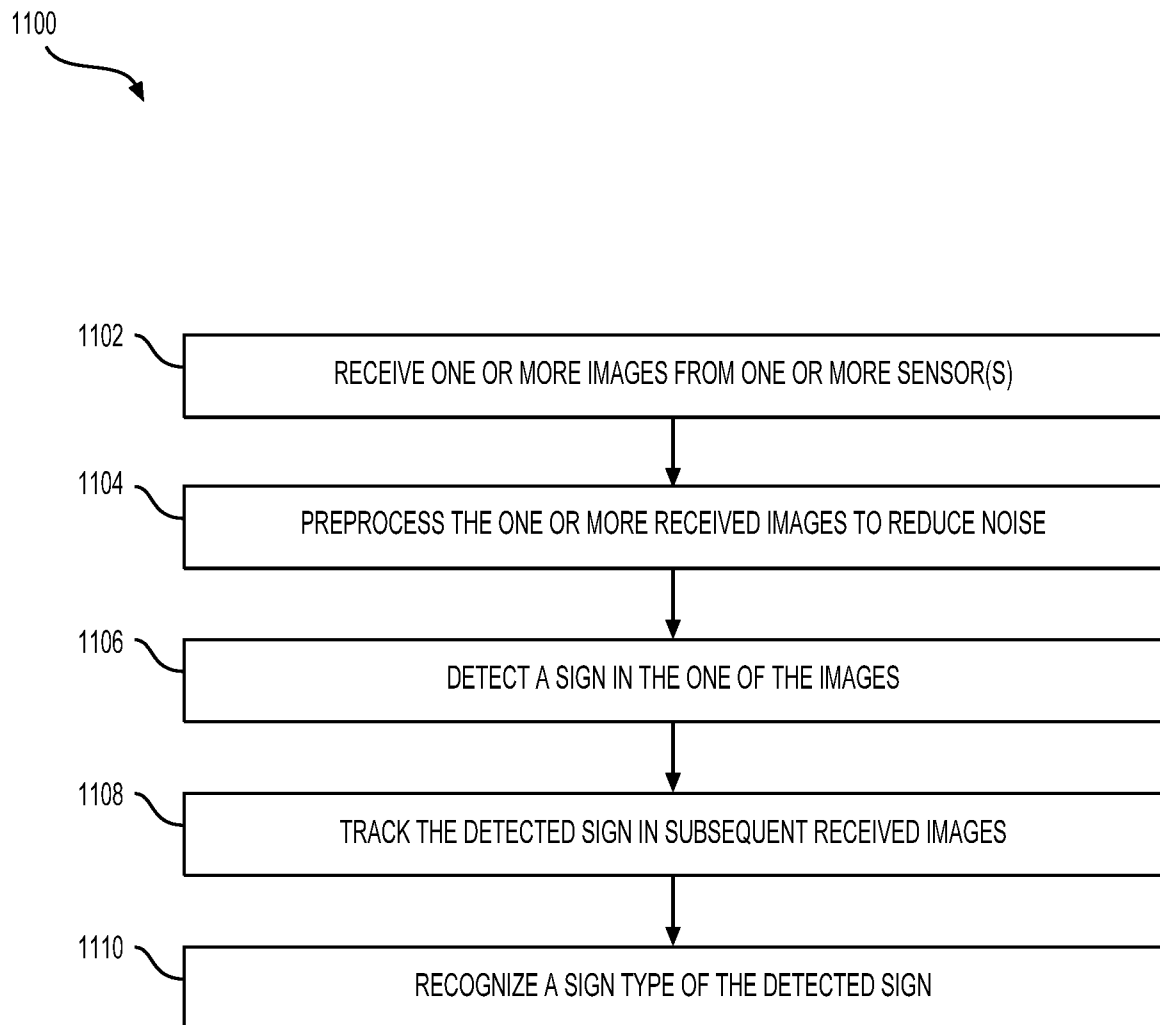 1100
1102
RECEIVE ONE OR MORE IMAGES FROM ONE OR MORE SENSOR(S)
1104
PREPROCESS THE ONE OR MORE RECEIVED IMAGES TO REDUCE NOISE
1106
DETECT A SIGN IN THE ONE OF THE IMAGES
1108
TRACK THE DETECTED SIGN IN SUBSEQUENT RECEIVED IMAGES
1110
RECOGNIZE A SIGN TYPE OF THE DETECTED SIGN